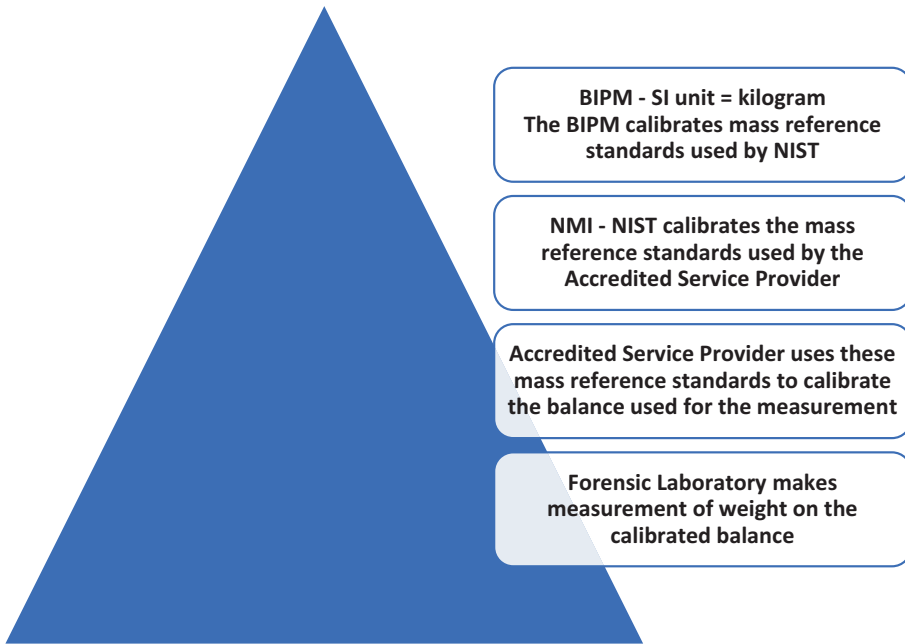 BIPM - SI unit = kilogram
The BIPM calibrates mass reference
standards used by NIST
NMI - NIST calibrates the mass
reference standards used by the
Accredited Service Provider
Accredited Service Provider uses these
mass reference standards to calibrate
the balance used for the measurement
Forensic Laboratory makes
measurement of weight on the
calibrated balance